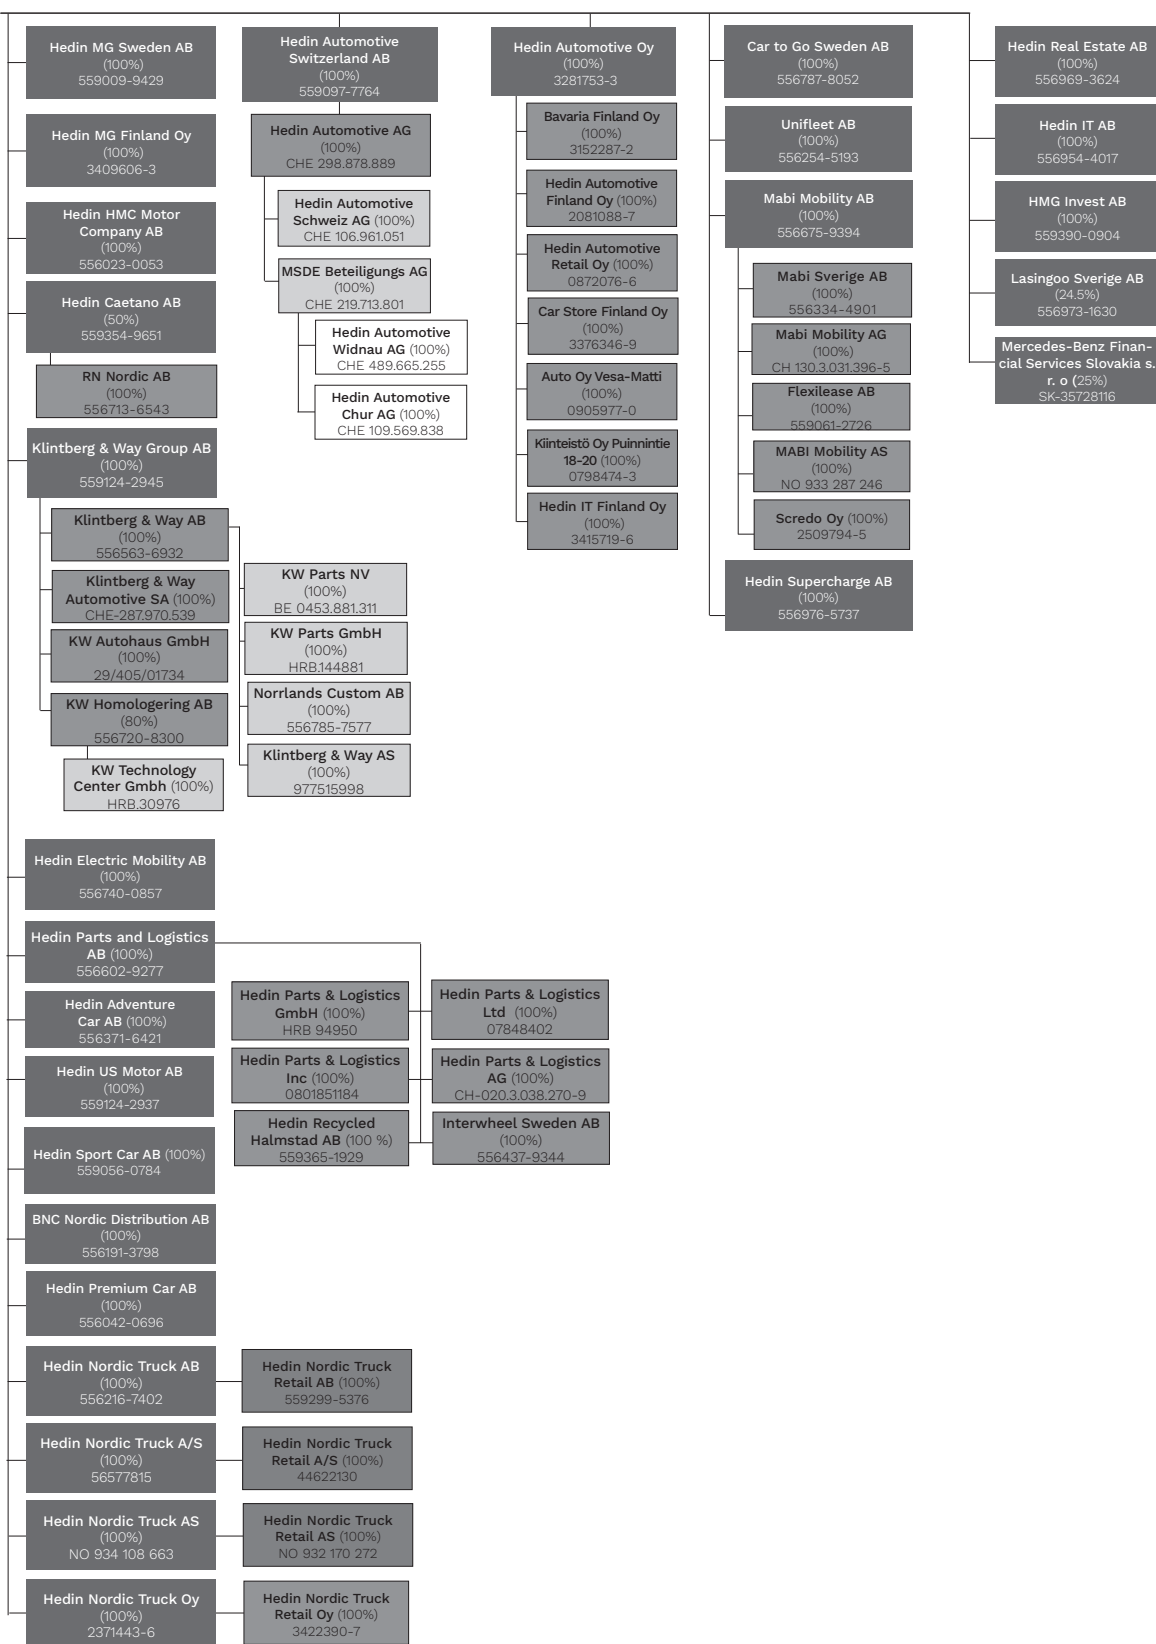 Hedin MG Sweden AB
(100%)
559009-9429
Hedin MG Finland Oy
(100%)
3409606-3
Hedin HMC Motor
Company AB
(100%)
556023-0053
Hedin Caetano AB
(50%)
559354-9651
RN Nordic AB
(100%)
556713-6543
Klintberg & Way Group AB
(100%)
559124-2945
Klintberg & Way AB
(100%)
556563-6932
Klintberg & Way
Automotive SA (100%)
CHE-287.970.539
KW Autohaus GmbH
(100%)
29/405/01734
KW Homologering AB
(80%)
556720-8300
KW Technology
Center Gmbh (100%)
HRB.30976
KW Parts NV
(100%)
BE 0453.881.311
KW Parts GmbH
(100%)
HRB.144881
Norrlands Custom AB
(100%)
556785-7577
Klintberg & Way AS
(100%)
977515998
Hedin Automotive
Switzerland AB
(100%)
559097-7764
Hedin Automotive AG
(100%)
CHE 298.878.889
Hedin Automotive
Schweiz AG (100%)
CHE 106.961.051
MSDE Beteiligungs AG
(100%)
CHE 219.713.801
Hedin Automotive
Widnau AG (100%)
CHE 489.665.255
Hedin Automotive
Chur AG (100%)
CHE 109.569.838
Hedin Automotive Oy
(100%)
3281753-3
Bavaria Finland Oy
(100%)
3152287-2
Hedin Automotive
Finland Oy (100%)
2081088-7
Hedin Automotive
Retail Oy (100%)
0872076-6
Car Store Finland Oy
(100%)
3376346-9
Auto Oy Vesa-Matti
(100%)
0905977-0
Kiinteistö Oy Puinnintie
18-20 (100%)
0798474-3
Hedin IT Finland Oy
(100%)
3415719-6
Car to Go Sweden AB
(100%)
556787-8052
Unifleet AB
(100%)
556254-5193
Mabi Mobility AB
(100%)
556675-9394
Mabi Sverige AB
(100%)
556334-4901
Mabi Mobility AG
(100%)
CH 130.3.031.396-5
Flexilease AB
(100%)
559061-2726
MABI Mobility AS
(100%)
NO 933 287 246
Scredo Oy (100%)
2509794-5
Hedin Supercharge AB
(100%)
556976-5737
Hedin Real Estate AB
(100%)
556969-3624
Hedin IT AB
(100%)
556954-4017
HMG Invest AB
(100%)
559390-0904
Lasingoo Sverige AB
(24.5%)
556973-1630
Mercedes-Benz Finan-
cial Services Slovakia s.
r. o (25%)
SK-35728116
Hedin Electric Mobility AB
(100%)
556740-0857
Hedin Parts and Logistics
AB (100%)
556602-9277
Hedin Adventure
Car AB (100%)
556371-6421
Hedin US Motor AB
(100%)
559124-2937
Hedin Sport Car AB (100%)
559056-0784
BNC Nordic Distribution AB
(100%)
556191-3798
Hedin Premium Car AB
(100%)
556042-0696
Hedin Parts & Logistics
GmbH (100%)
HRB 94950
Hedin Parts & Logistics
Ltd (100%)
07848402
Hedin Parts & Logistics
Inc (100%)
0801851184
Hedin Parts & Logistics
AG (100%)
CH-020.3.038.270-9
Hedin Recycled
Halmstad AB (100 %)
559365-1929
Interwheel Sweden AB
(100%)
556437-9344
Hedin Nordic Truck AB
(100%)
556216-7402
Hedin Nordic Truck
Retail AB (100%)
559299-5376
Hedin Nordic Truck A/S
(100%)
56577815
Hedin Nordic Truck
Retail A/S (100%)
44622130
Hedin Nordic Truck AS
(100%)
NO 934 108 663
Hedin Nordic Truck
Retail AS (100%)
NO 932 170 272
Hedin Nordic Truck Oy
(100%)
2371443-6
Hedin Nordic Truck
Retail Oy (100%)
3422390-7